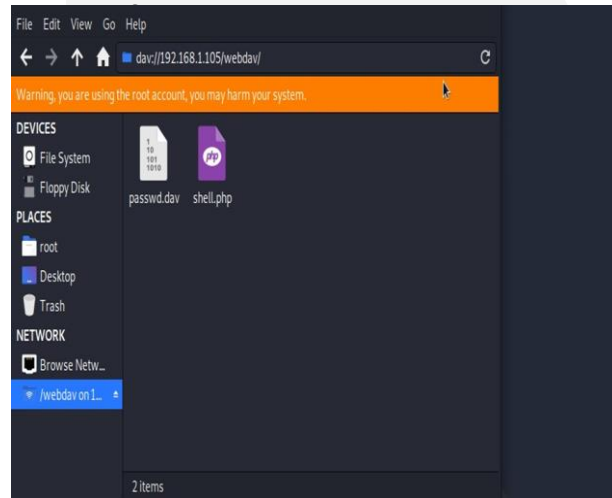 File Edit View Go Help
dav://192.168.1.105/webdav/
Warning, you are using the root account, you may harm your system.
DEVICES
File System
Floppy Disk
PLACES
root
Desktop
Trash
NETWORK
Browse Netw...
/webdav on 1...
1
10
101
1010
php
passwd.dav shell.php
2 items